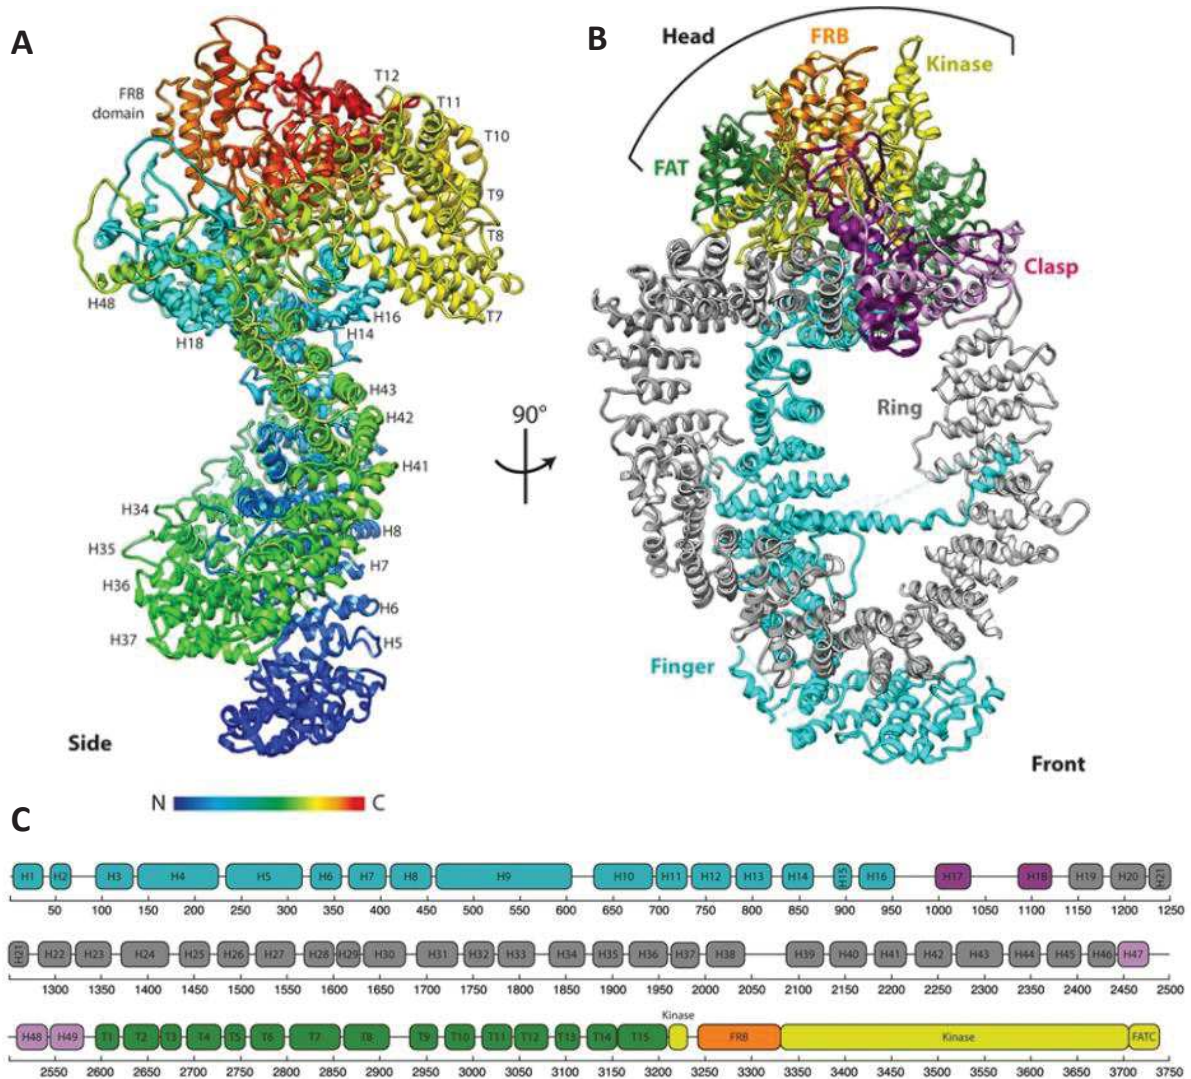 A
FRB
domain
T12
T11
T10
T9
T8
T7
H48
H18
H16
H14
H43
H42
H41
H34
H35
H36
H37
H8
H7
H6
H5
Side
N C
90°
B
Head
FRB
Kinase
FAT
Clasp
Ring
Finger
Front
C
H1 H2 H3 H4 H5 H6 H7 H8 H9 H10 H11 H12 H13 H14 H15 H16 H17 H18 H19 H20 H21
50 100 150 200 250 300 350 400 450 500 550 600 650 700 750 800 850 900 950 1000 1050 1100 1150 1200 1250
H21 H22 H23 H24 H25 H26 H27 H28 H29 H30 H31 H32 H33 H34 H35 H36 H37 H38 H39 H40 H41 H42 H43 H44 H45 H46 H47
1300 1350 1400 1450 1500 1550 1600 1650 1700 1750 1800 1850 1900 1950 2000 2050 2100 2150 2200 2250 2300 2350 2400 2450 2500
Kinase
H48 H49 T1 T2 T3 T4 T5 T6 T7 T8 T9 T10 T11 T12 T13 T14 T15 FRB Kinase FATC
2550 2600 2650 2700 2750 2800 2850 2900 2950 3000 3050 3100 3150 3200 3250 3300 3350 3400 3450 3500 3550 3600 3650 3700 3750